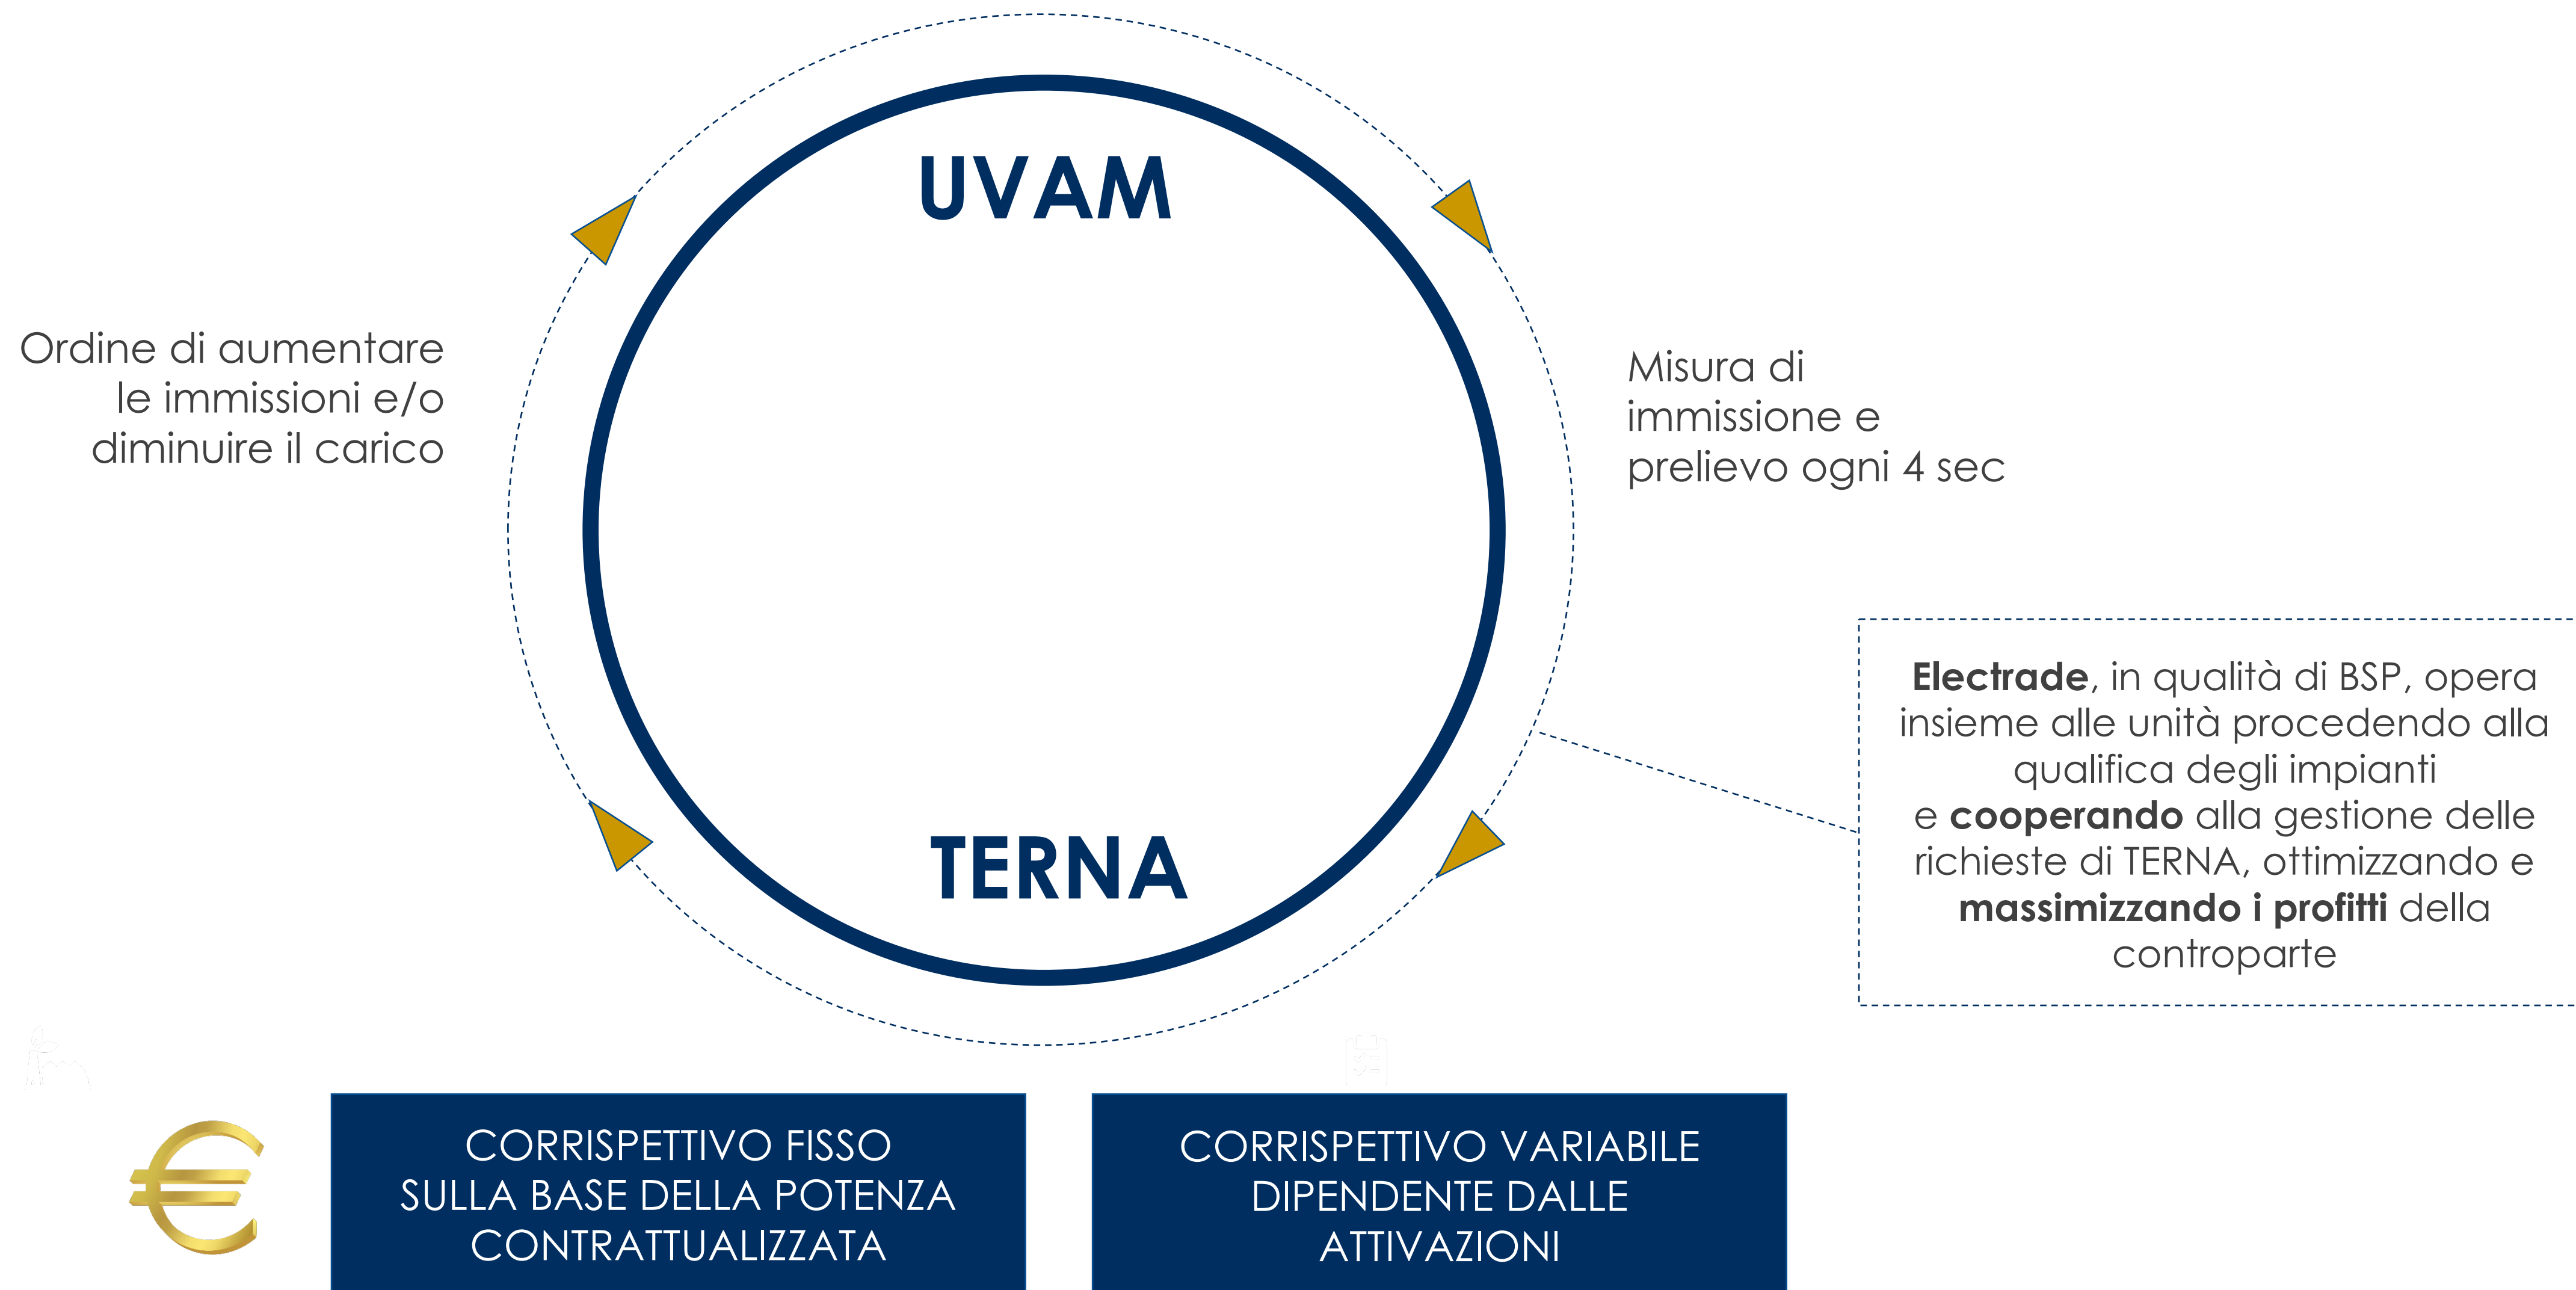 UVAM
Ordine di aumentare
le immissioni e/o
diminuire il carico
Misura di
immissione e
prelievo ogni 4 sec
Electrade, in qualità di BSP, opera
insieme alle unità procedendo alla
qualifica degli impianti
e cooperando alla gestione delle
richieste di TERNA, ottimizzando e
massimizzando i profitti della
controparte
TERNA
€
CORRISPETTIVO FISSO
SULLA BASE DELLA POTENZA
CONTRATTUALIZZATA
CORRISPETTIVO VARIABILE
DIPENDENTE DALLE
ATTIVAZIONI